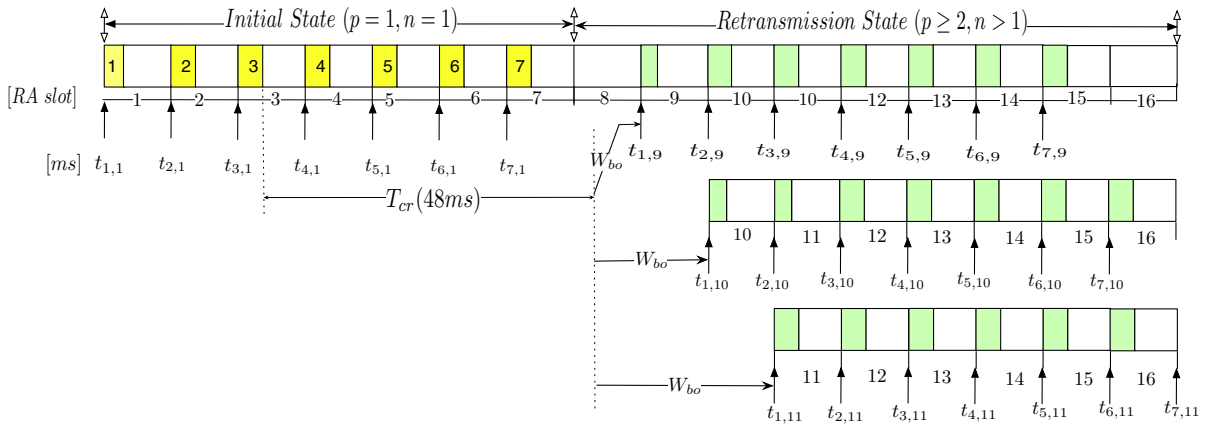 Initial State (p = 1, n = 1) Retransmission State (p ≥ 2, n > 1)
1 2 3 4 5 6 7
[RA slot] 1 2 3 4 5 6 7 8 9 10 10 12 13 14 15 16
[ms] t1,1 t2,1 t3,1 t4,1 t5,1 t6,1 t7,1 Wbo t1,9 t2,9 t3,9 t4,9 t5,9 t6,9 t7,9
Tcr(48ms)
10 11 12 13 14 15 16
Wbo
t1,10 t2,10 t3,10 t4,10 t5,10 t6,10 t7,10
11 12 13 14 15 16
Wbo
t1,11 t2,11 t3,11 t4,11 t5,11 t6,11 t7,11